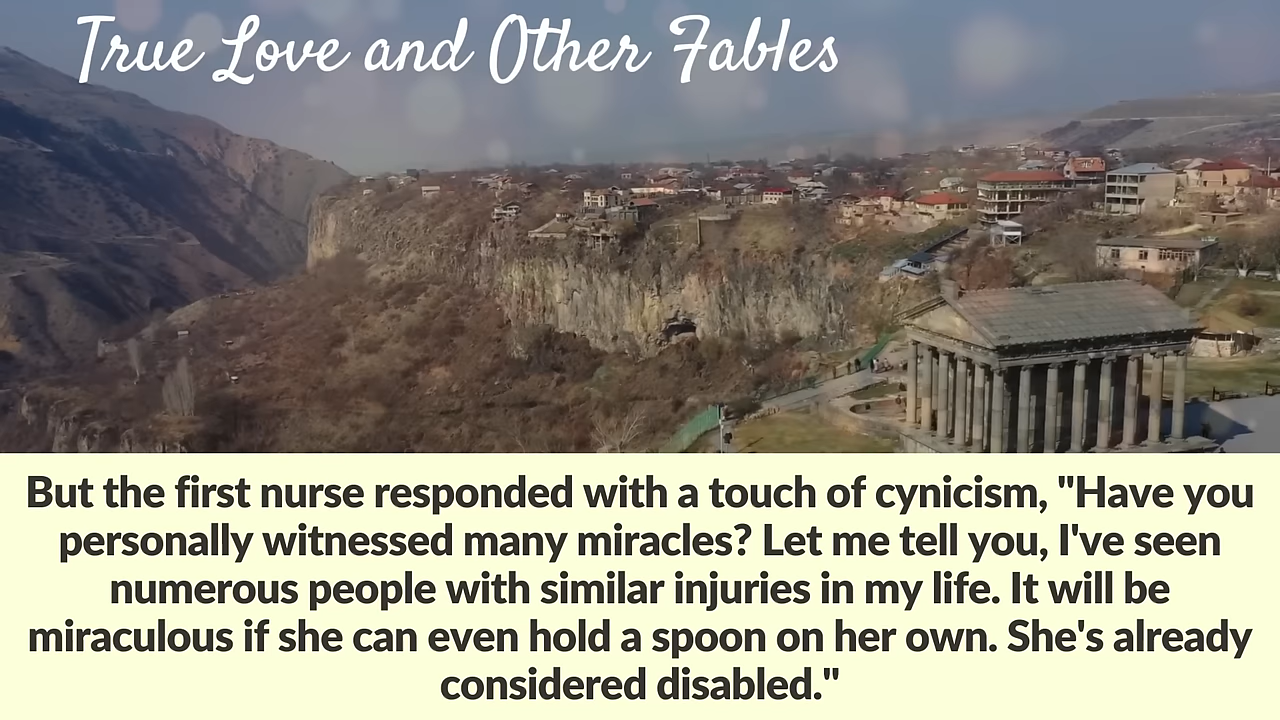 True Love and Other Fables
But the first nurse responded with a touch of cynicism, "Have you
personally witnessed many miracles? Let me tell you, I've seen
numerous people with similar injuries in my life. It will be
miraculous if she can even hold a spoon on her own. She's already
considered disabled."